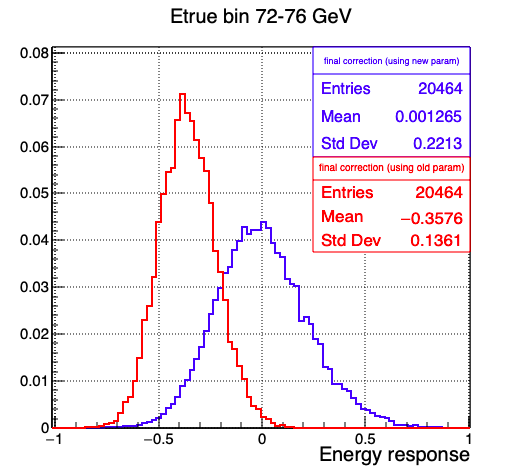 Etrue bin 72-76 GeV
final correction (using new param)
Entries 20464
Mean 0.001265
Std Dev 0.2213
final correction (using old param)
Entries 20464
Mean −0.3576
Std Dev 0.1361
0.08
0.07
0.06
0.05
0.04
0.03
0.02
0.01
0
−1 −0.5 0 0.5 1
Energy response